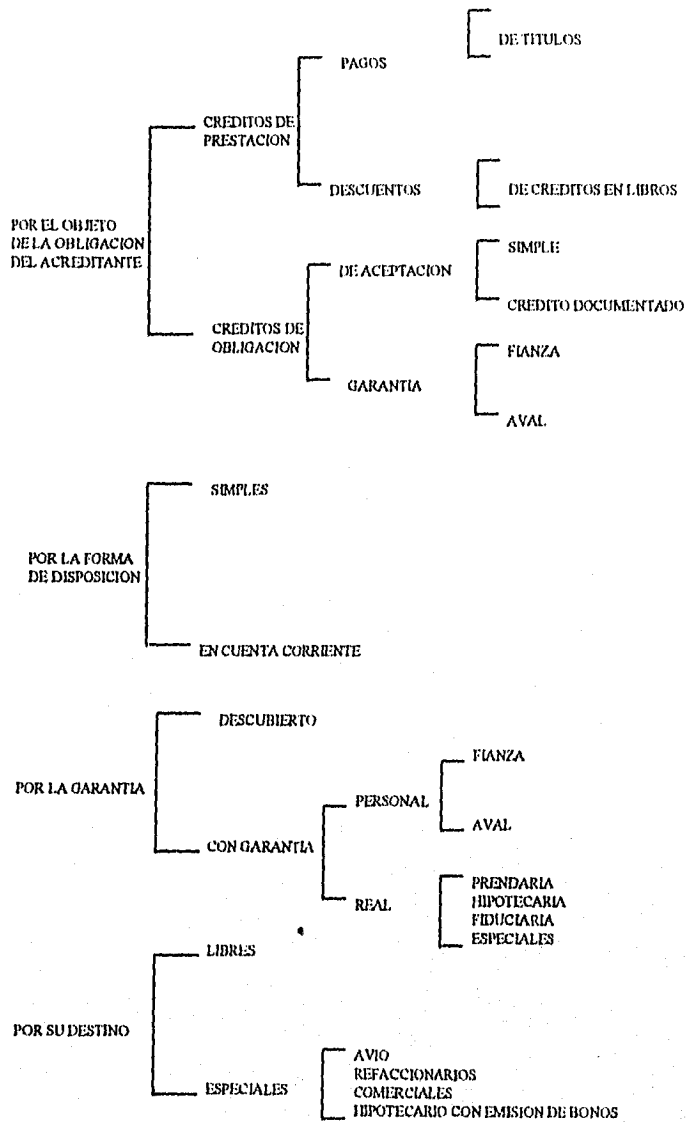 DE TITULOS
PAGOS
CREDITOS DE
PRESTACION
DESCUENTOS
DE CREDITOS EN LIBROS
POR EL OBJETO
DE LA OBLIGACION
DEL ACREDITANTE
SIMPLE
DE ACEPTACION
CREDITO DOCUMENTADO
CREDITOS DE
OBLIGACION
FIANZA
GARANTIA
AVAL
SIMPLES
POR LA FORMA
DE DISPOSICION
EN CUENTA CORRIENTE
DESCUBIERTO
POR LA GARANTIA
FIANZA
PERSONAL
AVAL
CON GARANTIA
REAL
PRENDARIA
HIPOTECARIA
FIDUCIARIA
ESPECIALES
LIBRES
POR SU DESTINO
ESPECIALES
AVIO
REFACCIONARIOS
COMERCIALES
HIPOTECARIO CON EMISION DE BONOS